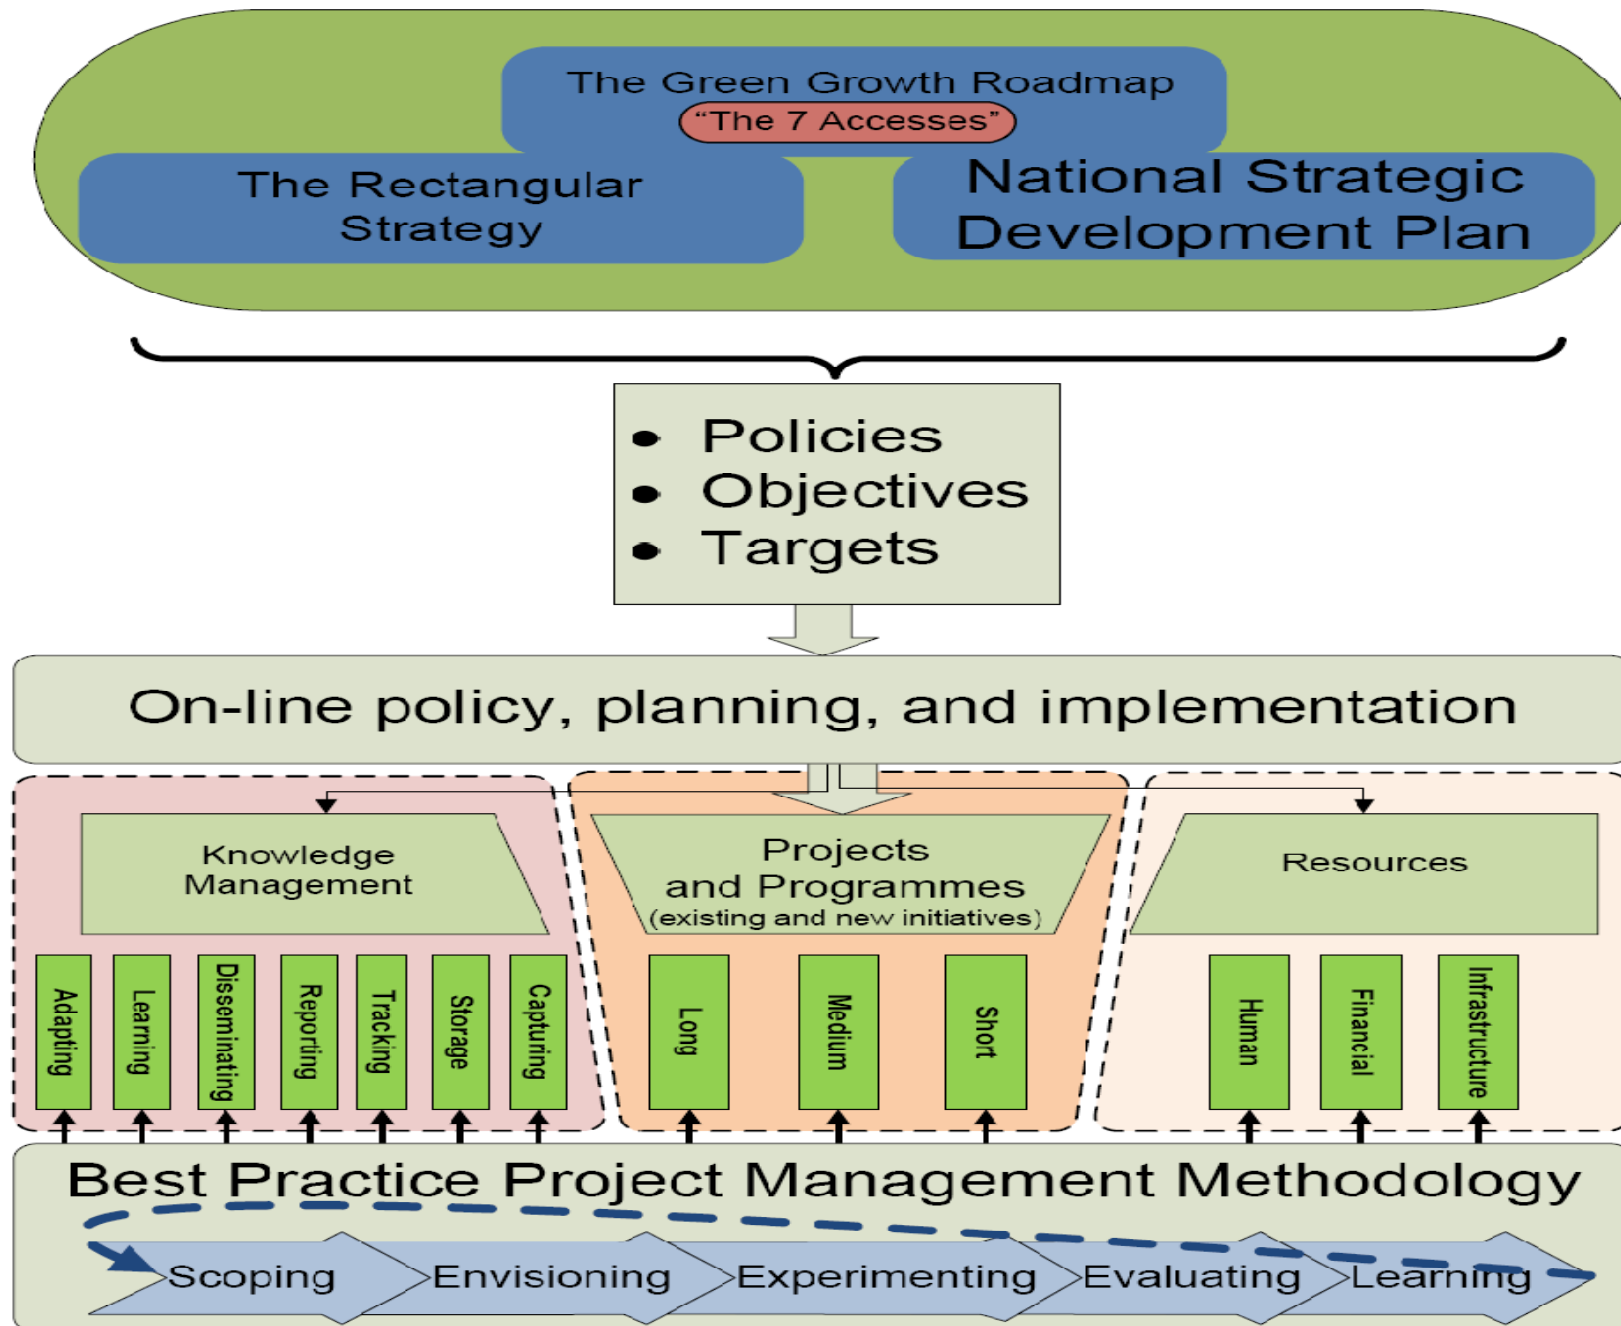 The Green Growth Roadmap
“The 7 Accesses”
The Rectangular
Strategy
National Strategic
Development Plan
• Policies
• Objectives
• Targets
On-line policy, planning, and implementation
Knowledge
Management
Projects
and Programmes
(existing and new initiatives)
Resources
Adapting
Learning
Disseminating
Reporting
Tracking
Storage
Capturing
Long
Medium
Short
Human
Financial
Infrastructure
Best Practice Project Management Methodology
Scoping
Envisioning
Experimenting
Evaluating
Learning